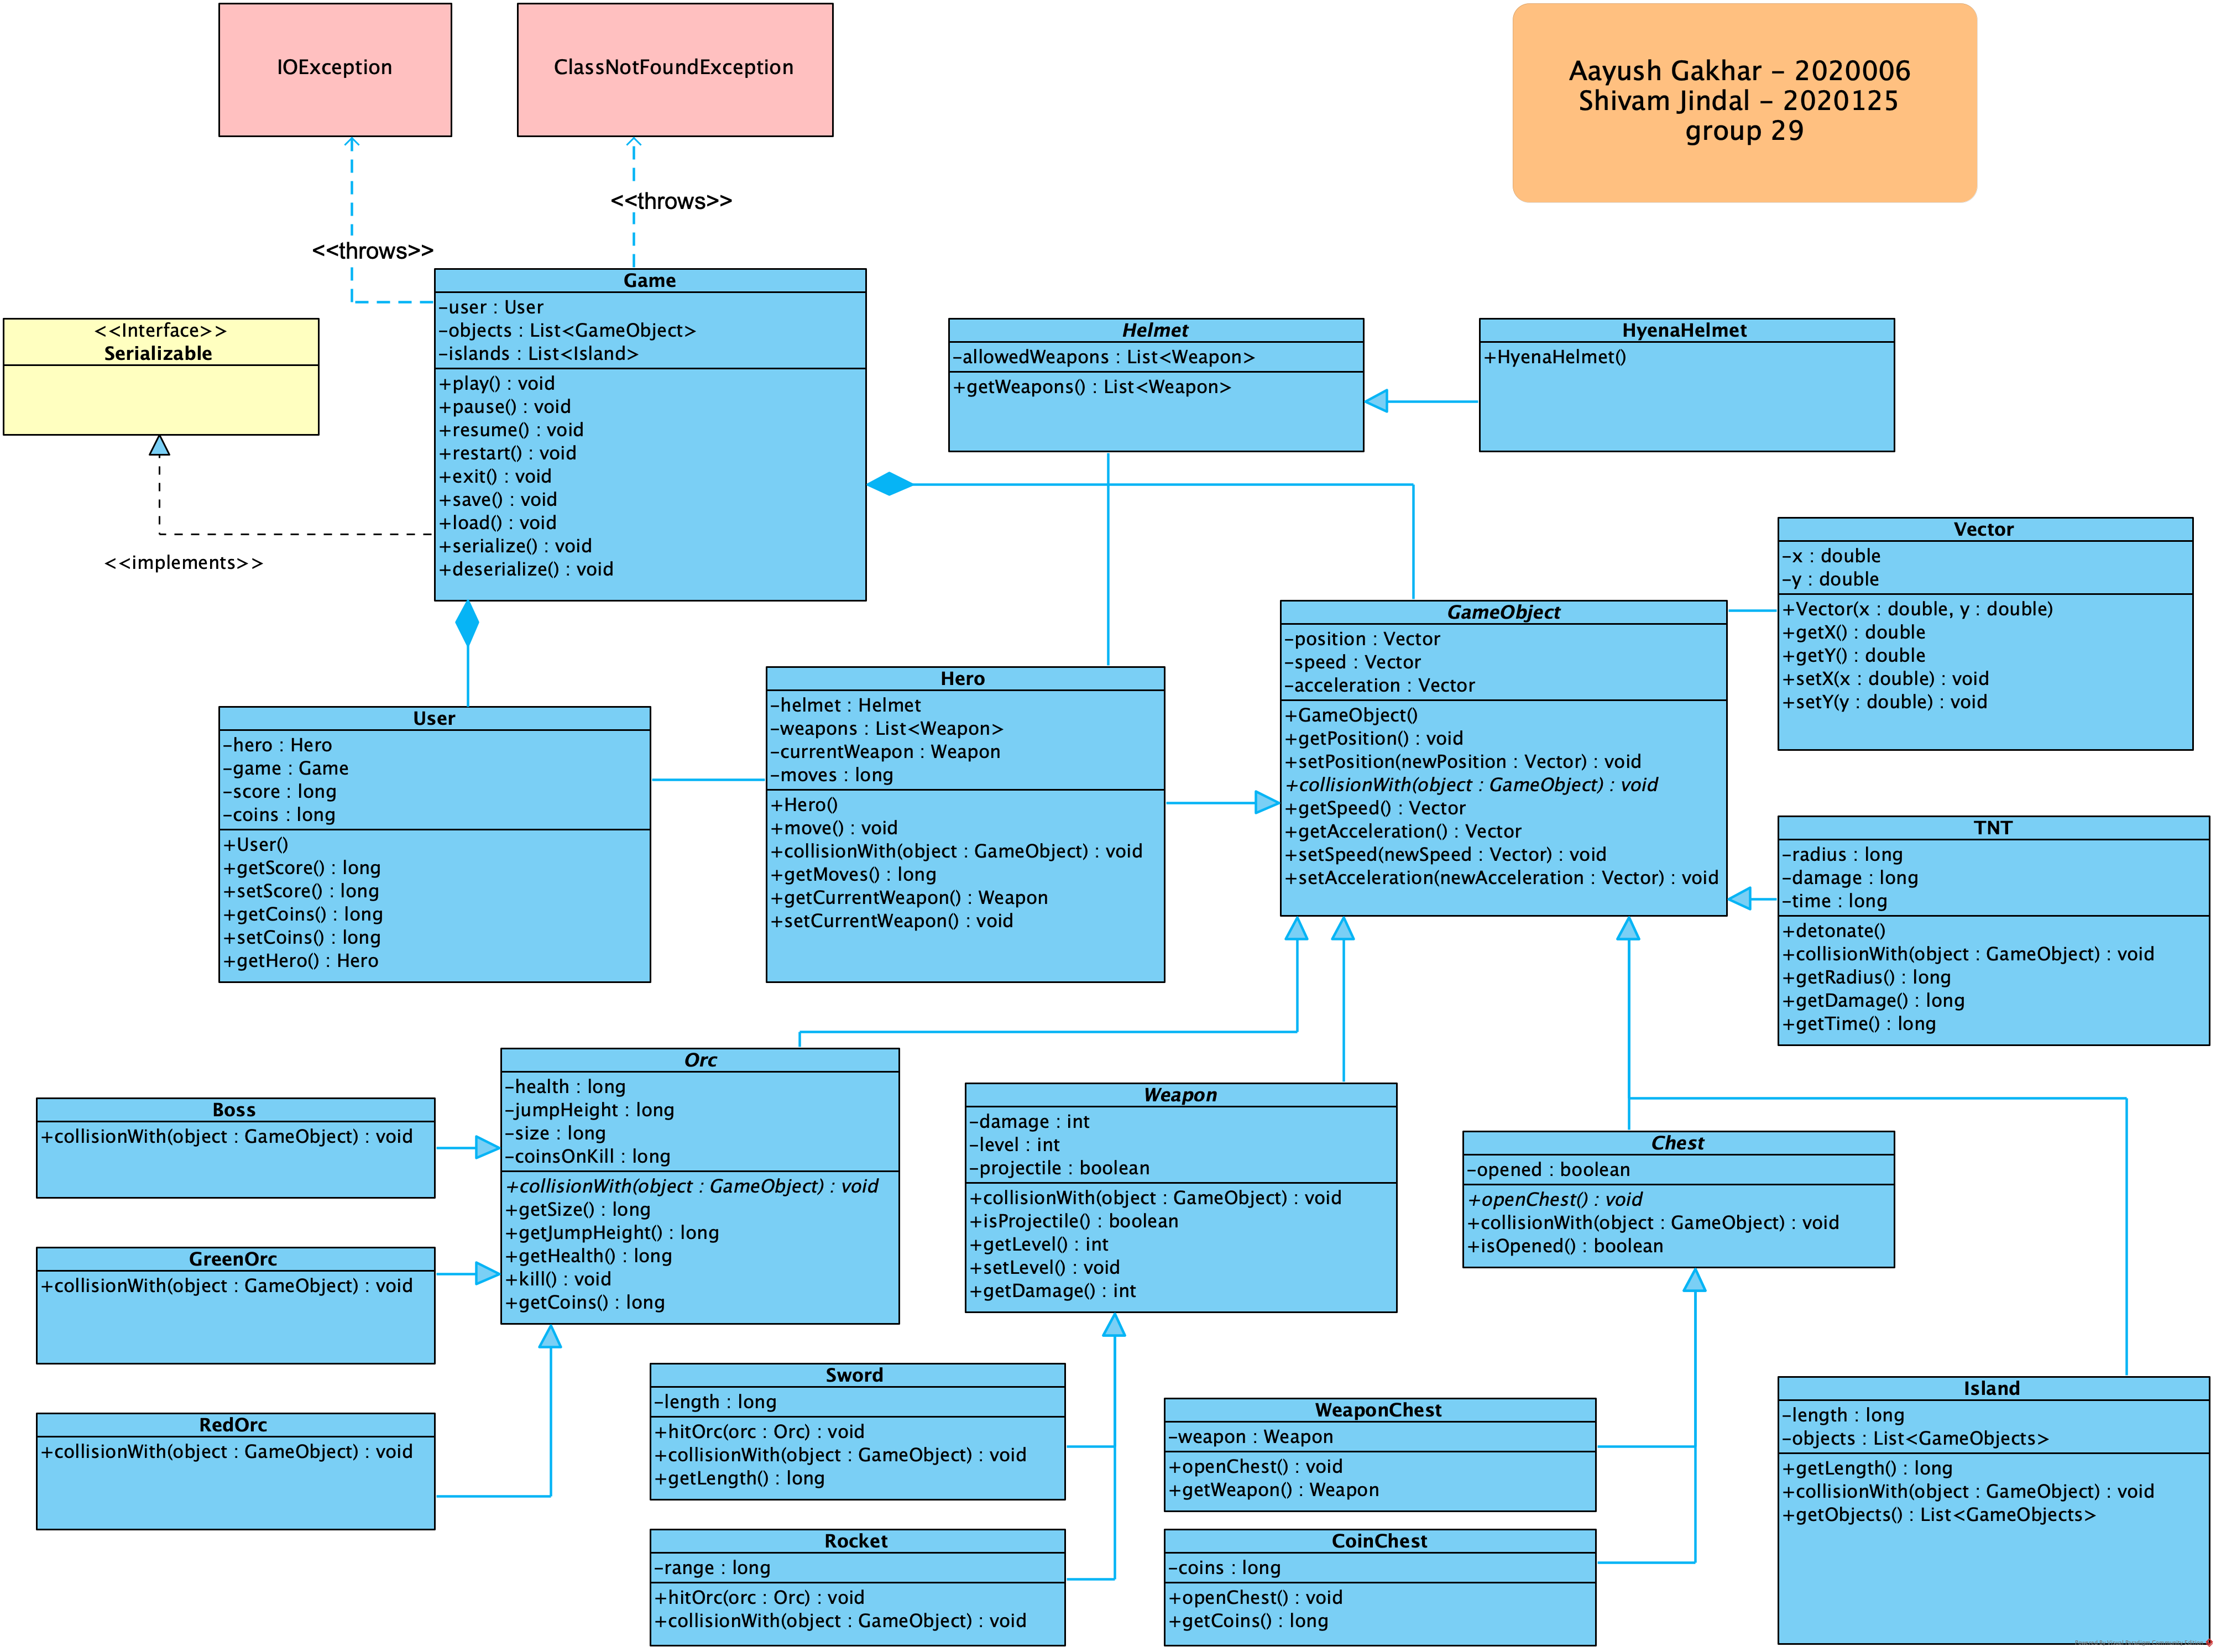 IOException
ClassNotFoundException
Aayush Gakhar - 2020006
Shivam Jindal - 2020125
group 29
<<throws>>
<<throws>>
Game
-user : User
-objects : List<GameObject>
-islands : List<Island>
+play() : void
+pause() : void
+resume() : void
+restart() : void
+exit() : void
+save() : void
+load() : void
+serialize() : void
+deserialize() : void
<<Interface>>
Serializable
<<implements>>
Helmet
-allowedWeapons : List<Weapon>
+getWeapons() : List<Weapon>
HyenaHelmet
+HyenaHelmet()
Vector
-x : double
-y : double
+Vector(x : double, y : double)
+getX() : double
+getY() : double
+setX(x : double) : void
+setY(y : double) : void
GameObject
-position : Vector
-speed : Vector
-acceleration : Vector
+GameObject()
+getPosition() : void
+setPosition(newPosition : Vector) : void
+collisionWith(object : GameObject) : void
+getSpeed() : Vector
+getAcceleration() : Vector
+setSpeed(newSpeed : Vector) : void
+setAcceleration(newAcceleration : Vector) : void
User
-hero : Hero
-game : Game
-score : long
-coins : long
+User()
+getScore() : long
+setScore() : long
+getCoins() : long
+setCoins() : long
+getHero() : Hero
Hero
-helmet : Helmet
-weapons : List<Weapon>
-currentWeapon : Weapon
-moves : long
+Hero()
+move() : void
+collisionWith(object : GameObject) : void
+getMoves() : long
+getCurrentWeapon() : Weapon
+setCurrentWeapon() : void
TNT
-radius : long
-damage : long
-time : long
+detonate()
+collisionWith(object : GameObject) : void
+getRadius() : long
+getDamage() : long
+getTime() : long
Orc
-health : long
-jumpHeight : long
-size : long
-coinsOnKill : long
+collisionWith(object : GameObject) : void
+getSize() : long
+getJumpHeight() : long
+getHealth() : long
+kill() : void
+getCoins() : long
Boss
+collisionWith(object : GameObject) : void
GreenOrc
+collisionWith(object : GameObject) : void
RedOrc
+collisionWith(object : GameObject) : void
Weapon
-damage : int
-level : int
-projectile : boolean
+collisionWith(object : GameObject) : void
+isProjectile() : boolean
+getLevel() : int
+setLevel() : void
+getDamage() : int
Chest
-opened : boolean
+openChest() : void
+collisionWith(object : GameObject) : void
+isOpened() : boolean
Sword
-length : long
+hitOrc(orc : Orc) : void
+collisionWith(object : GameObject) : void
+getLength() : long
Rocket
-range : long
+hitOrc(orc : Orc) : void
+collisionWith(object : GameObject) : void
WeaponChest
-weapon : Weapon
+openChest() : void
+getWeapon() : Weapon
CoinChest
-coins : long
+openChest() : void
+getCoins() : long
Island
-length : long
-objects : List<GameObjects>
+getLength() : long
+collisionWith(object : GameObject) : void
+getObjects() : List<GameObjects>